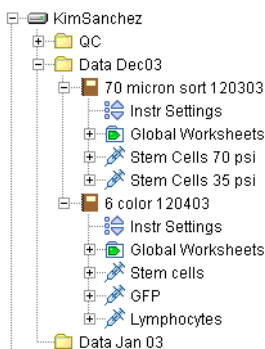 KimSanchez
QC
Data Dec03
70 micron sort 120303
Instr Settings
Global Worksheets
Stem Cells 70 psi
Stem Cells 35 psi
6 color 120403
Instr Settings
Global Worksheets
Stem cells
GFP
Lymphocytes
Data Jan 03